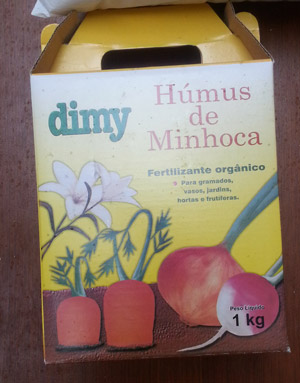 dimy
Húmus
de
Minhoca
Fertilizante orgânico
Para gramados,
vasos, jardins,
hortas e frutíferas.
Peso Líquido
1 kg